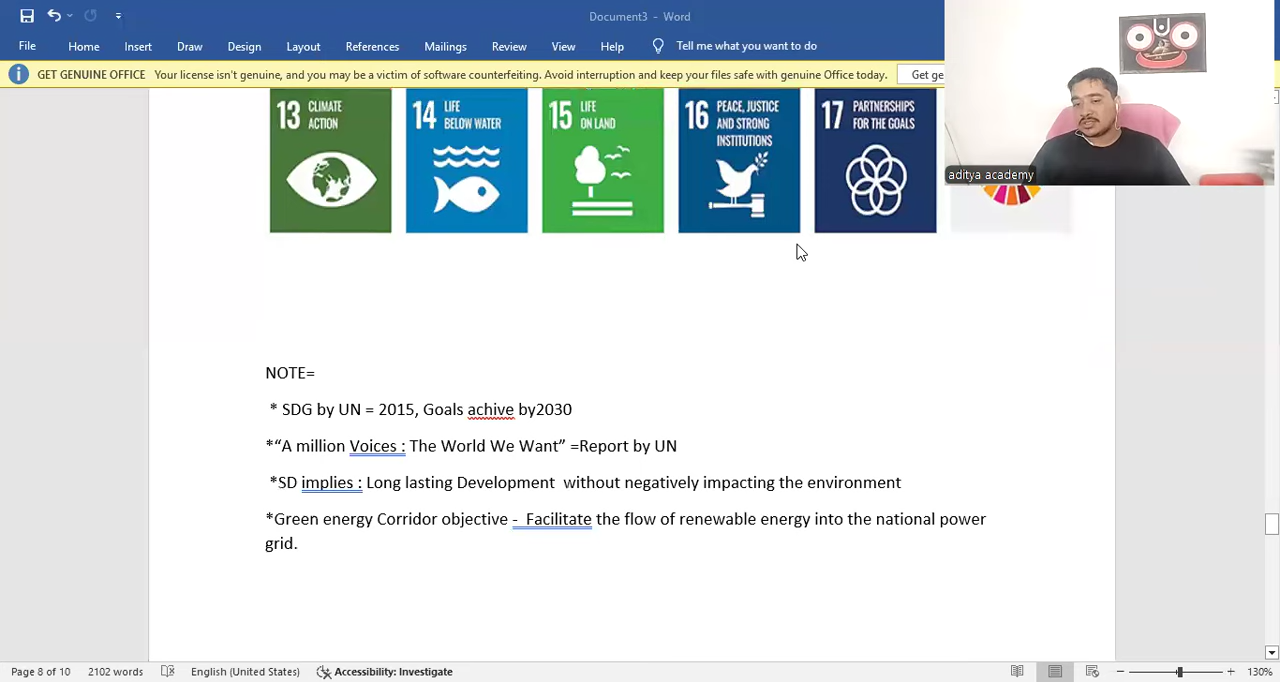 Document3 - Word
File Home Insert Draw Design Layout References Mailings Review View Help Tell me what you want to do
GET GENUINE OFFICE Your license isn't genuine, and you may be a victim of software counterfeiting. Avoid interruption and keep your files safe with genuine Office today. Get ge
aditya academy
13 CLIMATE
ACTION
14 LIFE
BELOW WATER
15 LIFE
ON LAND
16 PEACE, JUSTICE
AND STRONG
INSTITUTIONS
17 PARTNERSHIPS
FOR THE GOALS
NOTE=
* SDG by UN = 2015, Goals achive by2030
*“A million Voices : The World We Want” =Report by UN
*SD implies : Long lasting Development without negatively impacting the environment
*Green energy Corridor objective - Facilitate the flow of renewable energy into the national power
grid.
Page 8 of 10 2102 words English (United States) Accessibility: Investigate 130%